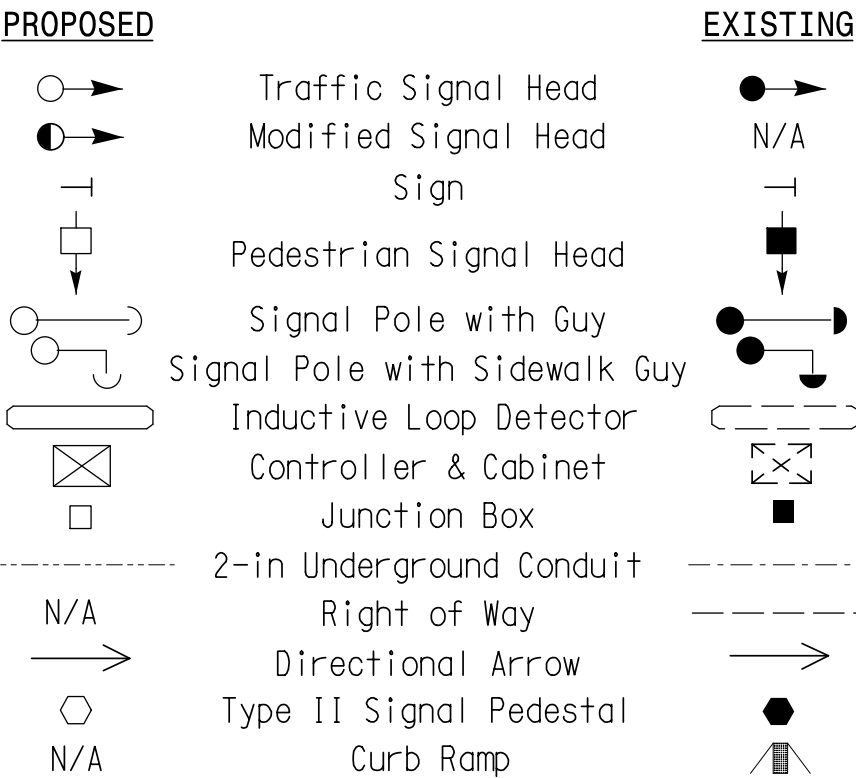 PROPOSED EXISTING
Traffic Signal Head
Modified Signal Head N/A
Sign
Pedestrian Signal Head
Signal Pole with Guy
Signal Pole with Sidewalk Guy
Inductive Loop Detector
Controller & Cabinet
Junction Box
2-in Underground Conduit
N/A Right of Way
Directional Arrow
Type II Signal Pedestal
N/A Curb Ramp